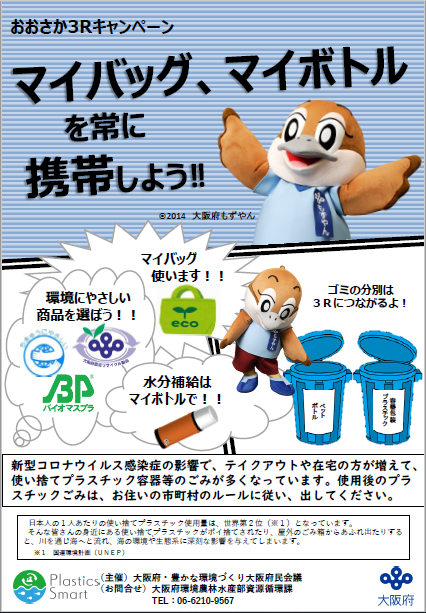 おおさか3Rキャンペーン
マイバッグ、マイボトル
を常に
携帯しよう!!
©2014 大阪府もずやん
もずやん
マイバッグ
使います！！
環境にやさしい
商品を選ぼう！！
eco
ゴミの分別は
3Rにつながるよ！
バイオマスプラ
水分補給は
マイボトルで！！
ペットボトル
容器包装プラスチック
新型コロナウイルス感染症の影響で、テイクアウトや在宅の方が増えて、
使い捨てプラスチック容器等のごみが多くなっています。使用後のプラ
スチックごみは、お住いの市町村のルールに従い、出してください。
日本人の1人あたりの使い捨てプラスチック使用量は、世界第2位（※1）となっています。
そんな皆さんの身近にある使い捨てプラスチックがポイ捨てされたり、屋外のごみ箱からあふれ出たりする
と、川を通じ海へと流れ、海の環境や生態系に深刻な影響を与えてしまいます。
※1 国連環境計画（UNEP）
Plastics
Smart
（主催）大阪府・豊かな環境づくり大阪府民会議
（お問合せ）大阪府環境農林水産部資源循環課
TEL：06-6210-9567
大阪府